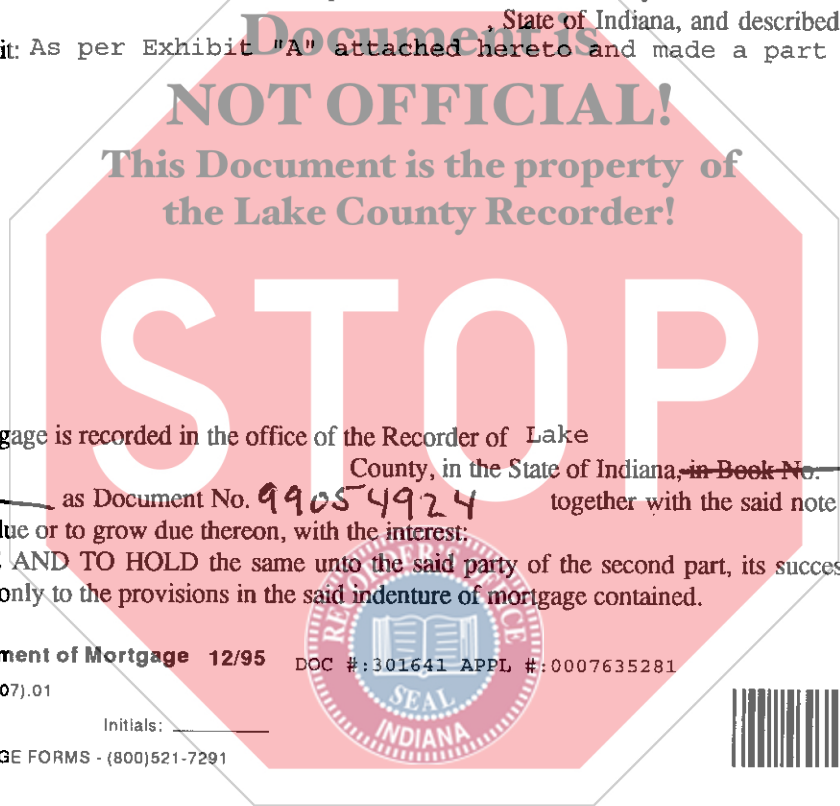 , State of Indiana, and described
it: As per Exhibit "A" attached hereto and made a part
Document is
NOT OFFICIAL!
This Document is the property of
the Lake County Recorder!
STOP
gage is recorded in the office of the Recorder of Lake
County, in the State of Indiana, in Book No.
as Document No. 99054924 together with the said note
lue or to grow due thereon, with the interest;
AND TO HOLD the same unto the said party of the second part, its succes
only to the provisions in the said indenture of mortgage contained.
RECORDER'S OFFICE
SEAL
INDIANA
ment of Mortgage 12/95 DOC #:301641 APPL #:0007635281
07).01
Initials:
GE FORMS - (800)521-7291